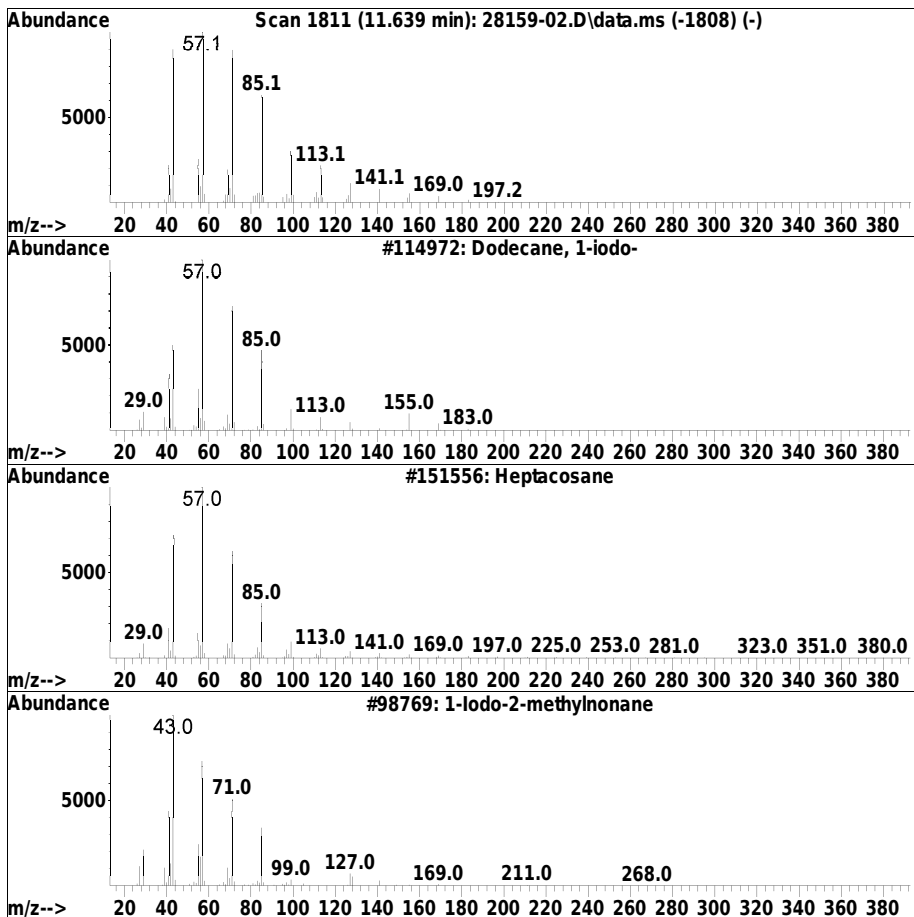 Abundance
Scan 1811 (11.639 min): 28159-02.D\data.ms (-1808) (-)
57.1
85.1
5000
113.1
141.1
169.0
197.2
m/z--> 20 40 60 80 100 120 140 160 180 200 220 240 260 280 300 320 340 360 380
Abundance
#114972: Dodecane, 1-iodo-
57.0
5000
85.0
29.0
113.0
155.0
183.0
m/z--> 20 40 60 80 100 120 140 160 180 200 220 240 260 280 300 320 340 360 380
Abundance
#151556: Heptacosane
57.0
5000
85.0
29.0 113.0 141.0 169.0 197.0 225.0 253.0 281.0 323.0 351.0 380.0
m/z--> 20 40 60 80 100 120 140 160 180 200 220 240 260 280 300 320 340 360 380
Abundance
#98769: 1-Iodo-2-methylnonane
43.0
5000
71.0
99.0 127.0
169.0 211.0 268.0
m/z--> 20 40 60 80 100 120 140 160 180 200 220 240 260 280 300 320 340 360 380